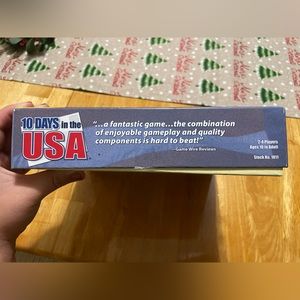 10 DAYS in the
USA
"...a fantastic game...the combination
of enjoyable gameplay and quality
components is hard to beat!"
-Game Wire Reviews
2-4 Players
Ages 10 to Adult
Stock No. 1011